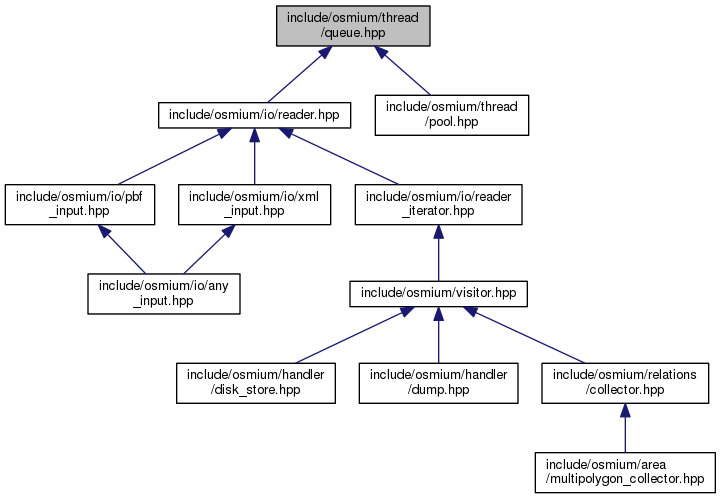 include/osmium/thread
/queue.hpp
include/osmium/io/reader.hpp
include/osmium/thread
/pool.hpp
include/osmium/io/pbf
_input.hpp
include/osmium/io/xml
_input.hpp
include/osmium/io/reader
_iterator.hpp
include/osmium/io/any
_input.hpp
include/osmium/visitor.hpp
include/osmium/handler
/disk_store.hpp
include/osmium/handler
/dump.hpp
include/osmium/relations
/collector.hpp
include/osmium/area
/multipolygon_collector.hpp